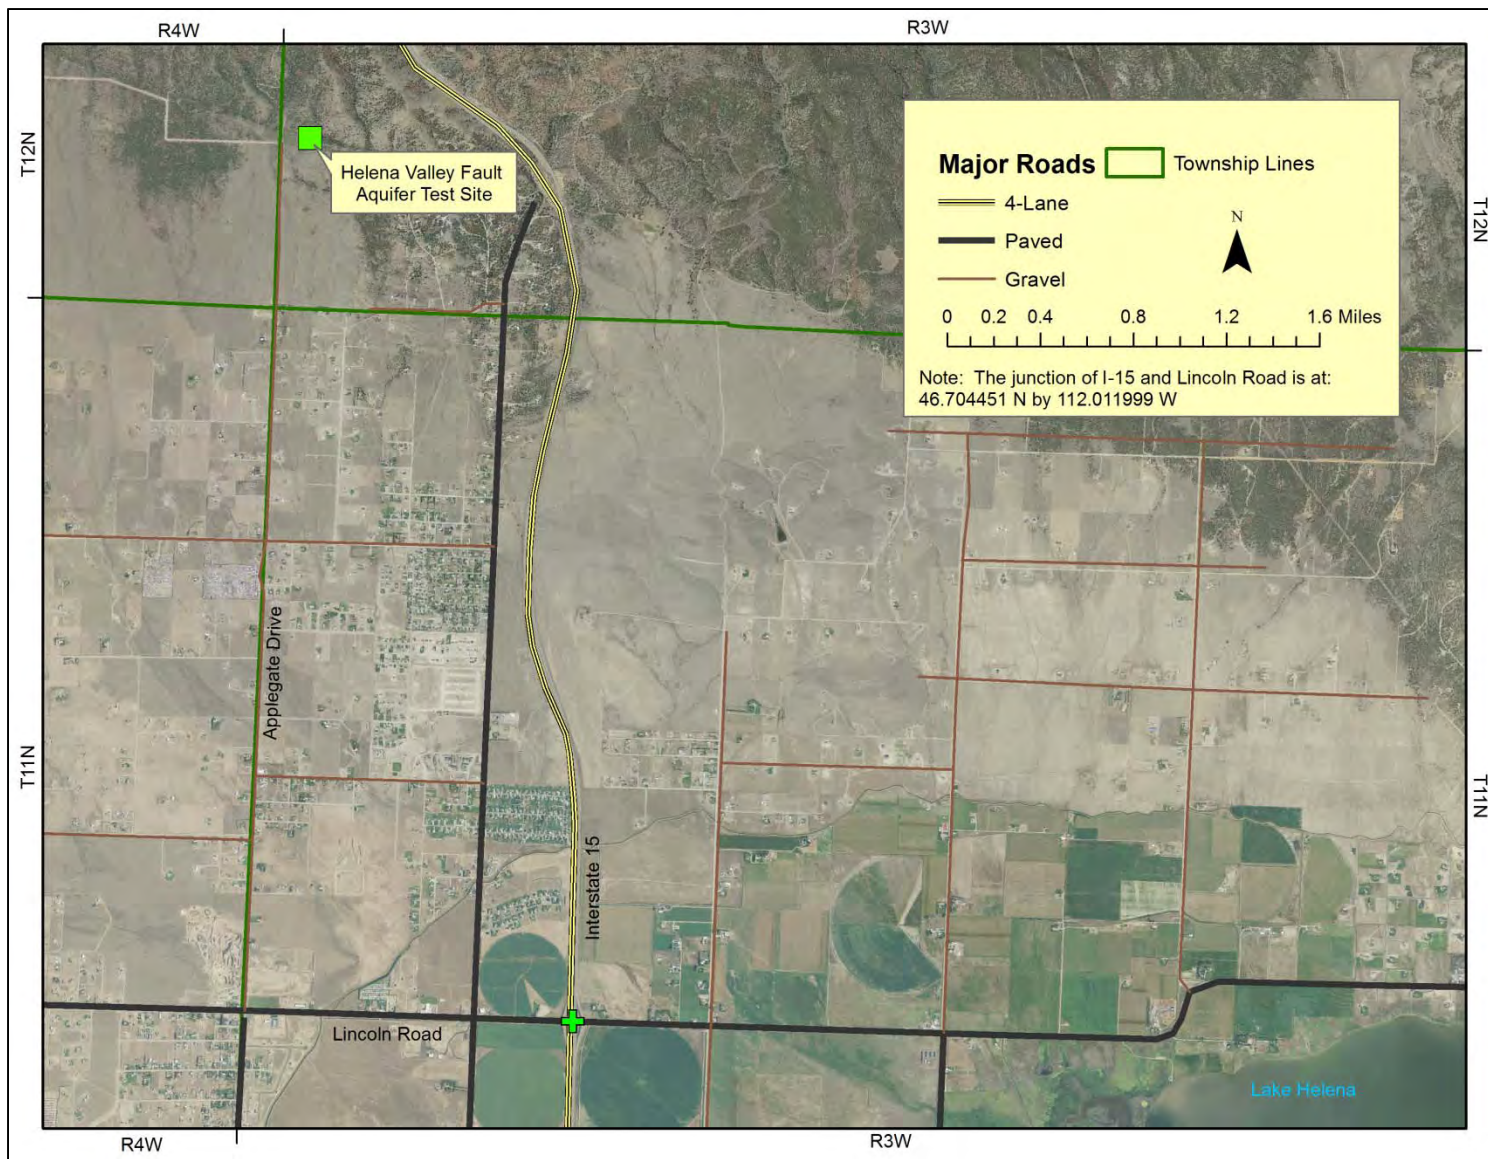 R4W
R3W
T12N
T12N
Helena Valley Fault
Aquifer Test Site
Major Roads
Township Lines
4-Lane
Paved
Gravel
N
0 0.2 0.4 0.8 1.2 1.6 Miles
Note: The junction of I-15 and Lincoln Road is at:
46.704451 N by 112.011999 W
Applegate Drive
T11N
T11N
Interstate 15
Lincoln Road
Lake Helena
R4W
R3W